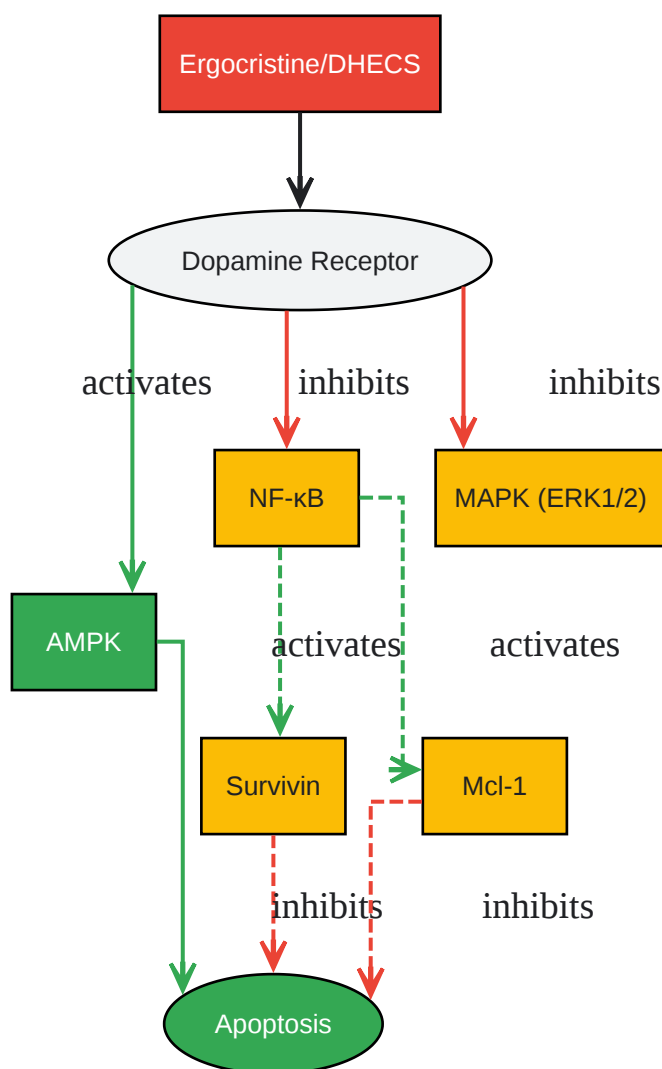 Ergocristine/DHECS
Dopamine Receptor
activates
inhibits
inhibits
NF-κB
MAPK (ERK1/2)
AMPK
activates
activates
Survivin
Mcl-1
inhibits
inhibits
Apoptosis